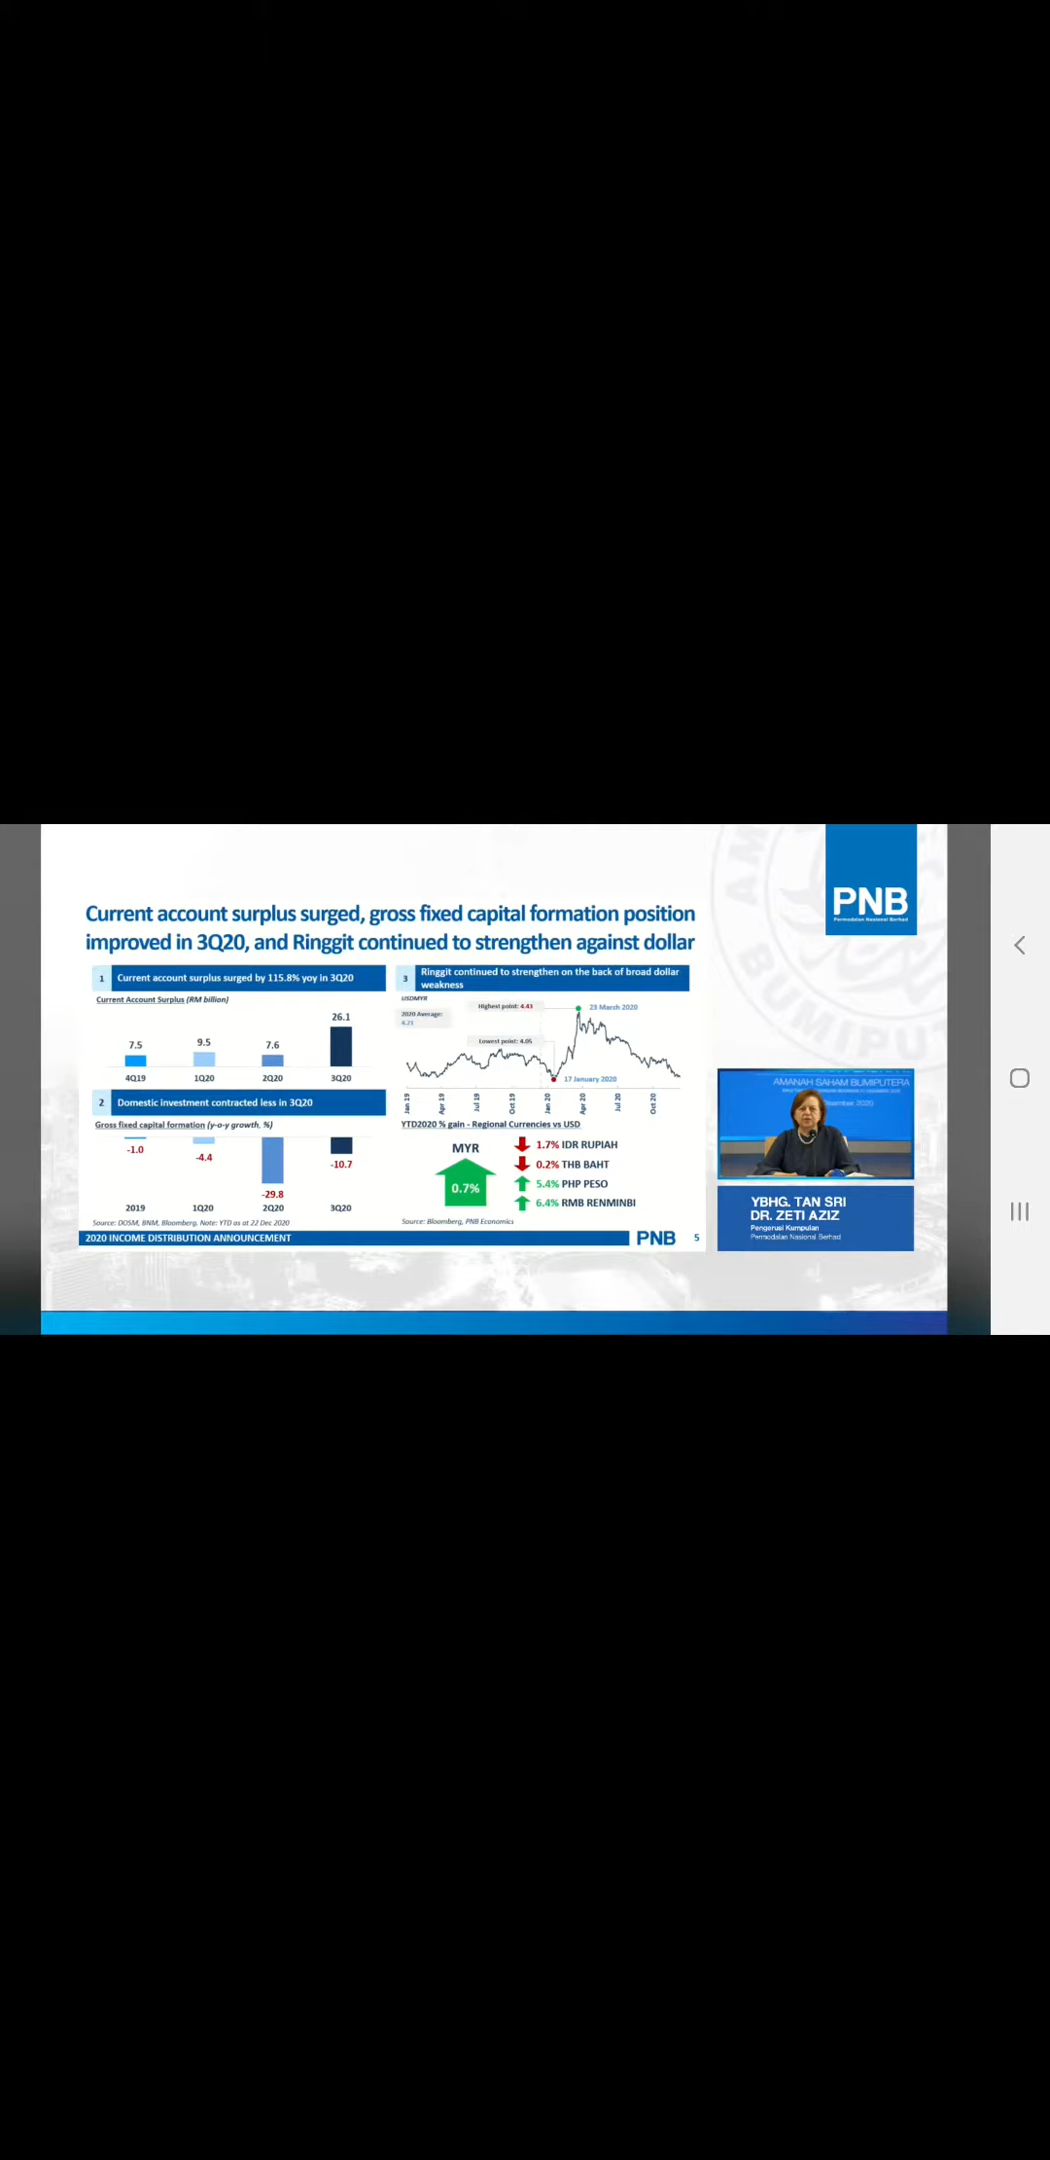 PNB
Permodalan Nasional Berhad
Current account surplus surged, gross fixed capital formation position
improved in 3Q20, and Ringgit continued to strengthen against dollar
1 Current account surplus surged by 115.8% yoy in 3Q20
Current Account Surplus (RM billion)
7.5 9.5 7.6 26.1
4Q19 1Q20 2Q20 3Q20
2 Domestic investment contracted less in 3Q20
Gross fixed capital formation (y-o-y growth, %)
-1.0 -4.4 -29.8 -10.7
2019 1Q20 2Q20 3Q20
Source: DOSM, BNM, Bloomberg. Note: YTD as at 22 Dec 2020
3 Ringgit continued to strengthen on the back of broad dollar
weakness
USDMYR
2020 Average:
4.21
Highest point: 4.43
23 March 2020
Lowest point: 4.05
17 January 2020
Jan 19 Apr 19 Jul 19 Oct 19 Jan 20 Apr 20 Jul 20 Oct 20
YTD2020 % gain - Regional Currencies vs USD
MYR
0.7%
1.7% IDR RUPIAH
0.2% THB BAHT
5.4% PHP PESO
6.4% RMB RENMINBI
Source: Bloomberg, PNB Economics
2020 INCOME DISTRIBUTION ANNOUNCEMENT
PNB 5
AMANAH SAHAM BUMIPUTERA
YBHG. TAN SRI
DR. ZETI AZIZ
Pengerusi Kumpulan
Permodalan Nasional Berhad